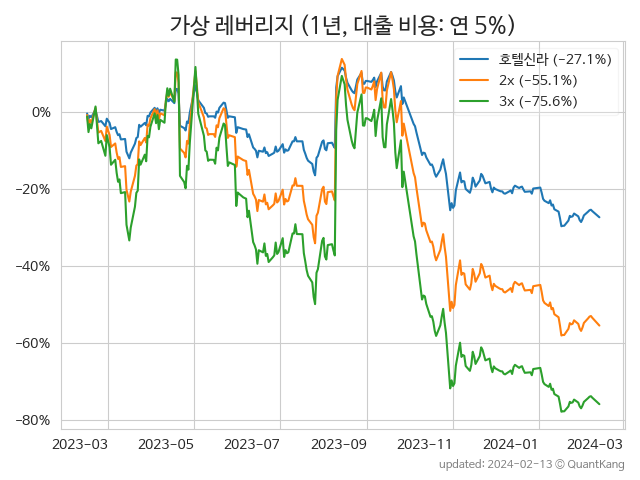 가상 레버리지 (1년, 대출 비용: 연 5%)
호텔신라 (−27.1%)
2x (−55.1%)
3x (−75.6%)
0%
−20%
−40%
−60%
−80%
2023-03 2023-05 2023-07 2023-09 2023-11 2024-01 2024-03
updated: 2024-02-13 © QuantKang